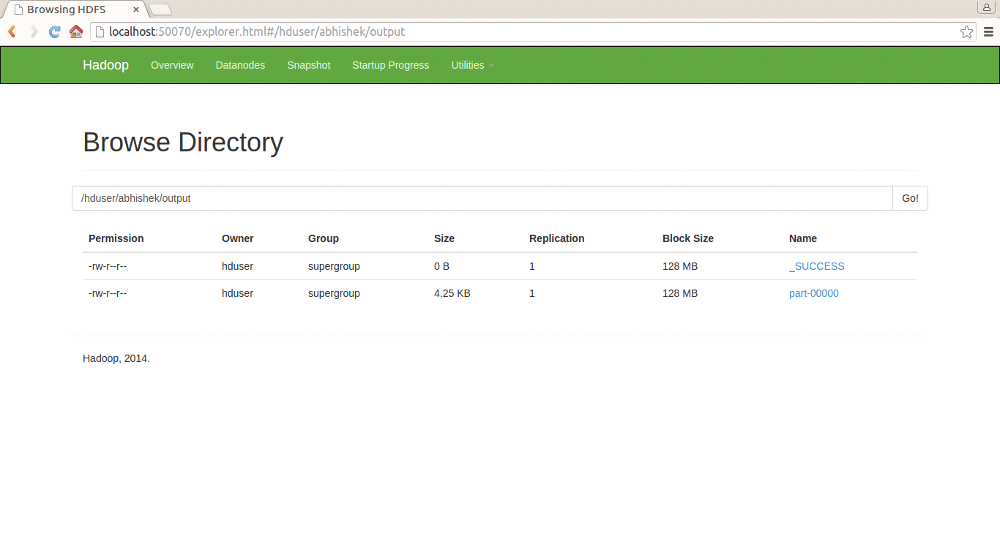 Browsing HDFS
localhost:50070/explorer.html#/hduser/abhishek/output
Hadoop Overview Datanodes Snapshot Startup Progress Utilities
Browse Directory
/hduser/abhishek/output Go!
Permission Owner Group Size Replication Block Size Name
-rw-r--r-- hduser supergroup 0 B 1 128 MB _SUCCESS
-rw-r--r-- hduser supergroup 4.25 KB 1 128 MB part-00000
Hadoop, 2014.